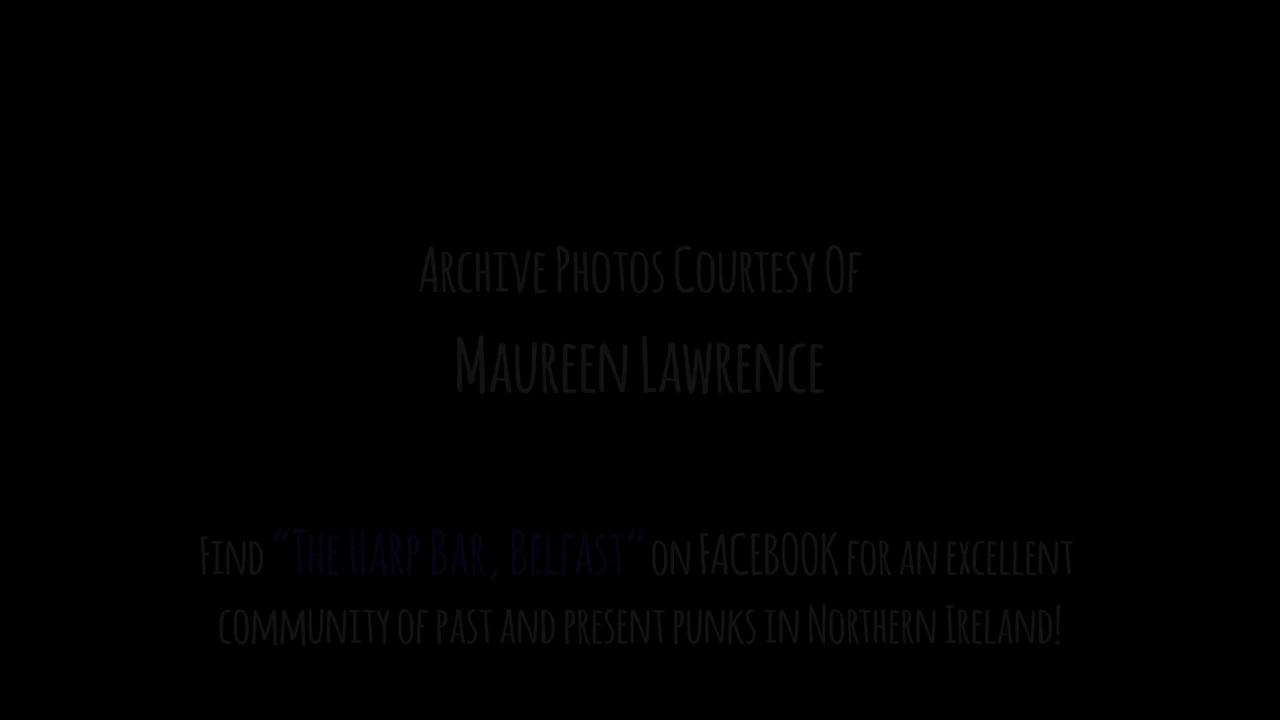 Archive Photos Courtesy Of
Maureen Lawrence
Find “The Harp Bar, Belfast” on FACEBOOK for an excellent
community of past and present punks in Northern Ireland!